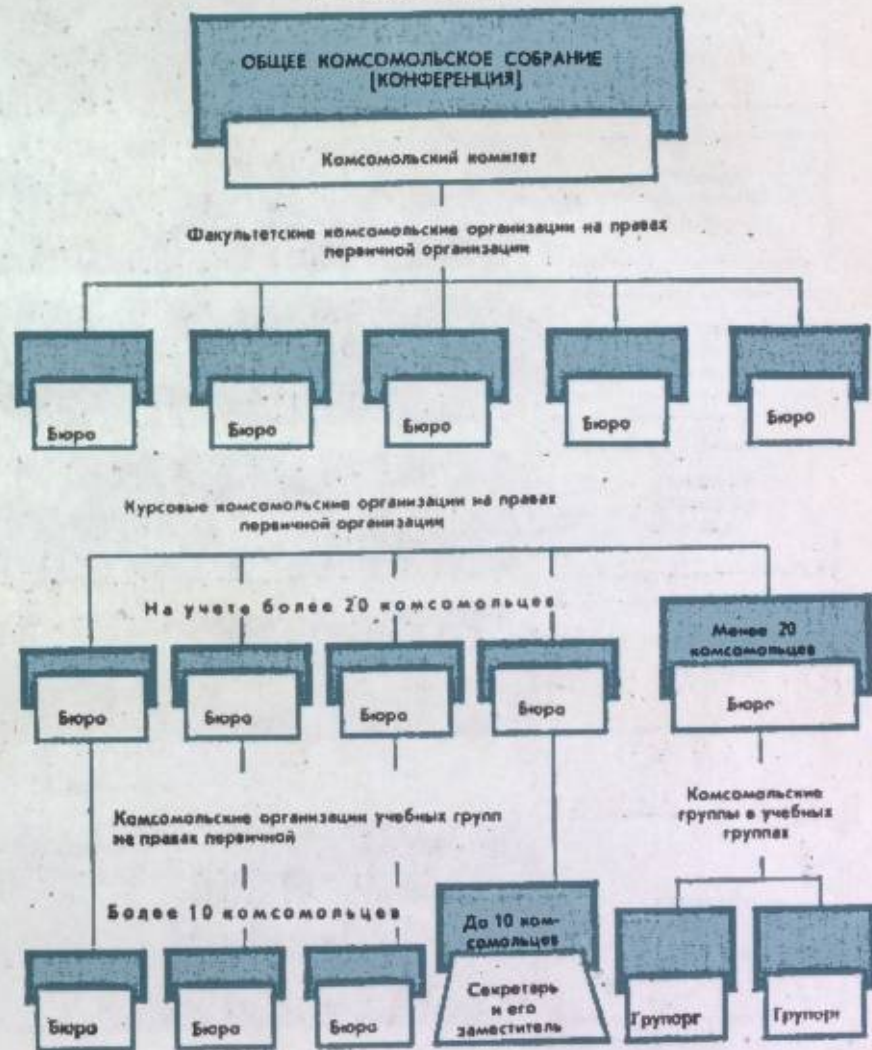 ОБЩЕЕ КОМСОМОЛЬСКОЕ СОБРАНИЕ
[КОНФЕРЕНЦИЯ]
Комсомольский комитет
Факультетские комсомольские организации на правах
первичной организации
Бюро
Бюро
Бюро
Бюро
Бюро
Курсовые комсомольские организации на правах
первичной организации
На учете более 20 комсомольцев
Менее 20
комсомольцев
Бюро
Бюро
Бюро
Бюро
Бюро
Комсомольские организации учебных групп
на правах первичной
Комсомольские
группы в учебных
группах
Более 10 комсомольцев
До 10 ком-
сомольцев
Бюро
Бюро
Бюро
Секретарь
и его
заместитель
Групорг
Групорг